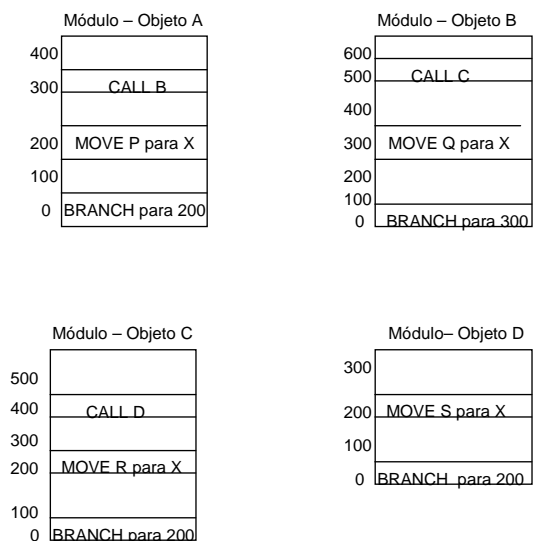 Módulo – Objeto A
400
300 CALL B
200 MOVE P para X
100
0 BRANCH para 200
Módulo – Objeto B
600
500 CALL C
400
300 MOVE Q para X
200
100
0 BRANCH para 300
Módulo – Objeto C
500
400 CALL D
300
200 MOVE R para X
100
0 BRANCH para 200
Módulo– Objeto D
300
200 MOVE S para X
100
0 BRANCH para 200